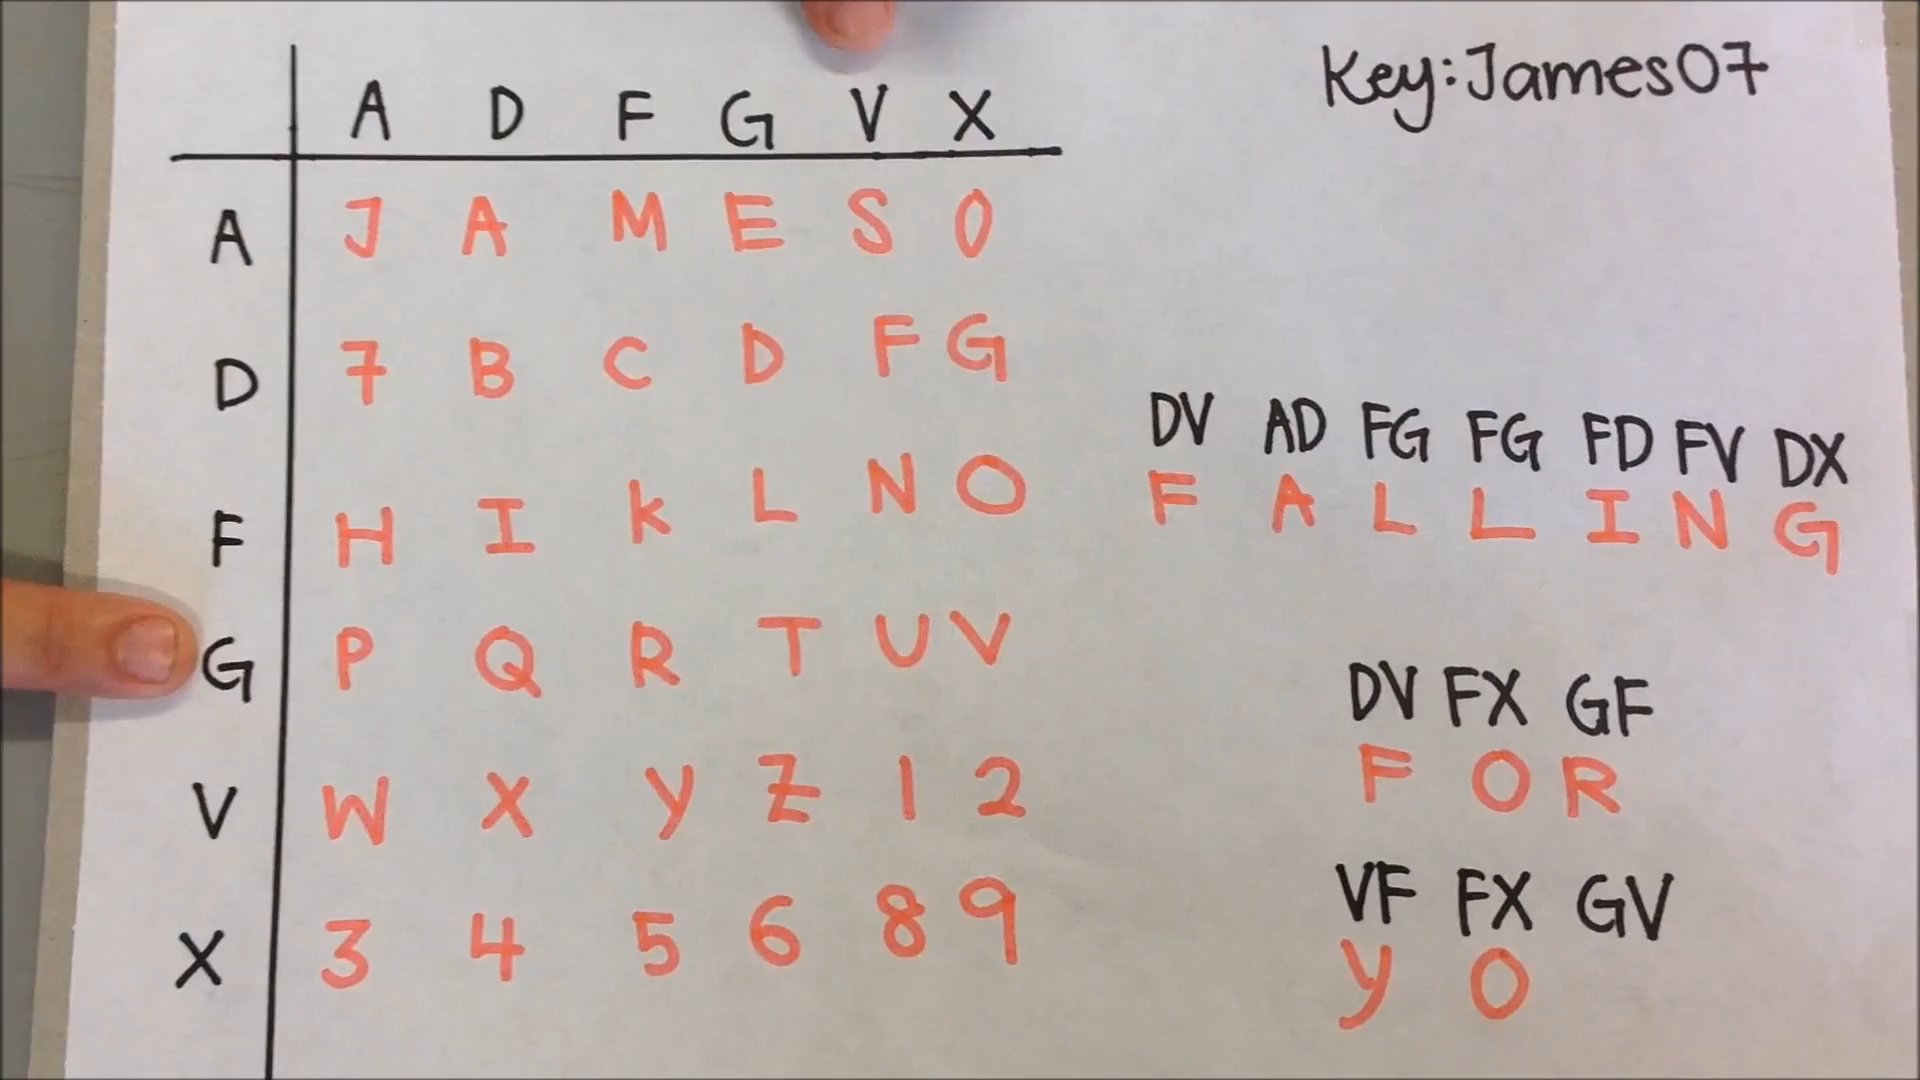 Key: James07
A D F G V X
A J A M E S 0
D 7 B C D F G
F H I K L N O
G P Q R T U V
V W X Y Z 1 2
X 3 4 5 6 8 9
DV AD FG FG FD FV DX
F A L L I N G
DV FX GF
F O R
VF FX GV
Y O